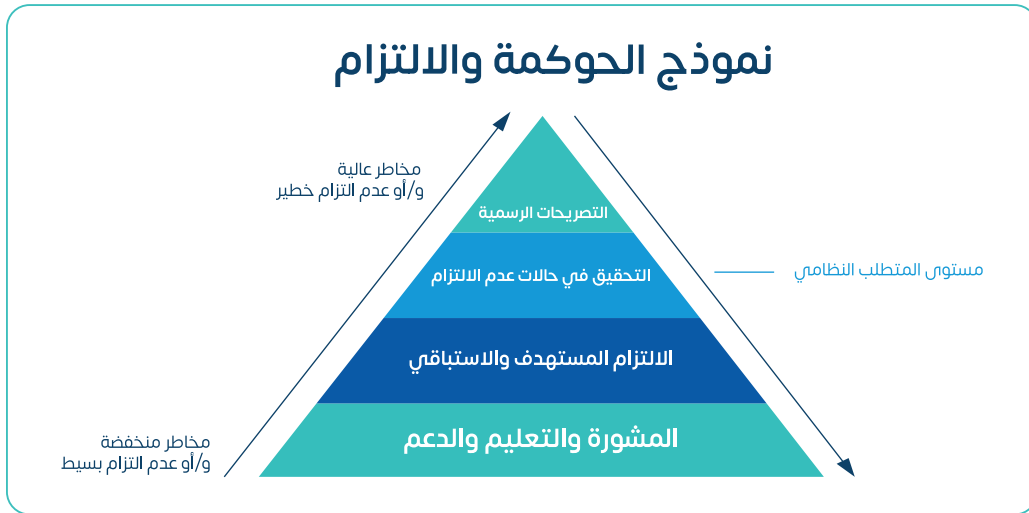 نموذج الحوكمة والالتزام
مخاطر عالية
و/أو عدم التزام خطير
التصريحات الرسمية
التحقيق في حالات عدم الالتزام
مستوى المتطلب النظامي
الالتزام المستهدف والاستباقي
المشورة والتعليم والدعم
مخاطر منخفضة
و/أو عدم التزام بسيط